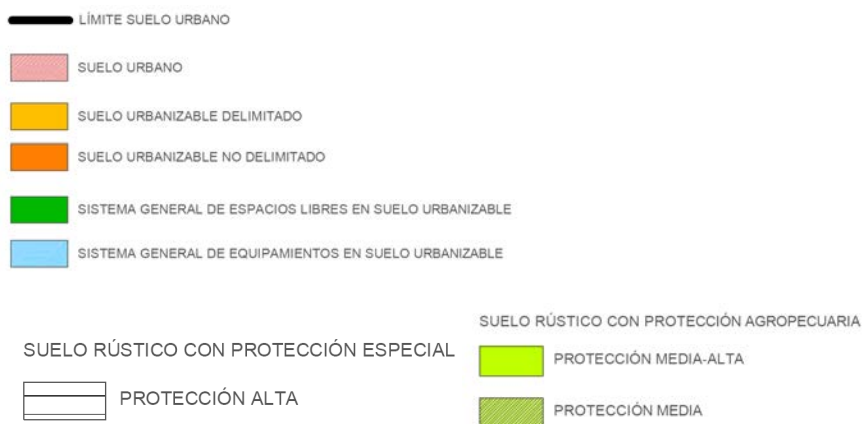 LÍMITE SUELO URBANO
SUELO URBANO
SUELO URBANIZABLE DELIMITADO
SUELO URBANIZABLE NO DELIMITADO
SISTEMA GENERAL DE ESPACIOS LIBRES EN SUELO URBANIZABLE
SISTEMA GENERAL DE EQUIPAMIENTOS EN SUELO URBANIZABLE
SUELO RÚSTICO CON PROTECCIÓN ESPECIAL
PROTECCIÓN ALTA
SUELO RÚSTICO CON PROTECCIÓN AGROPECUARIA
PROTECCIÓN MEDIA-ALTA
PROTECCIÓN MEDIA